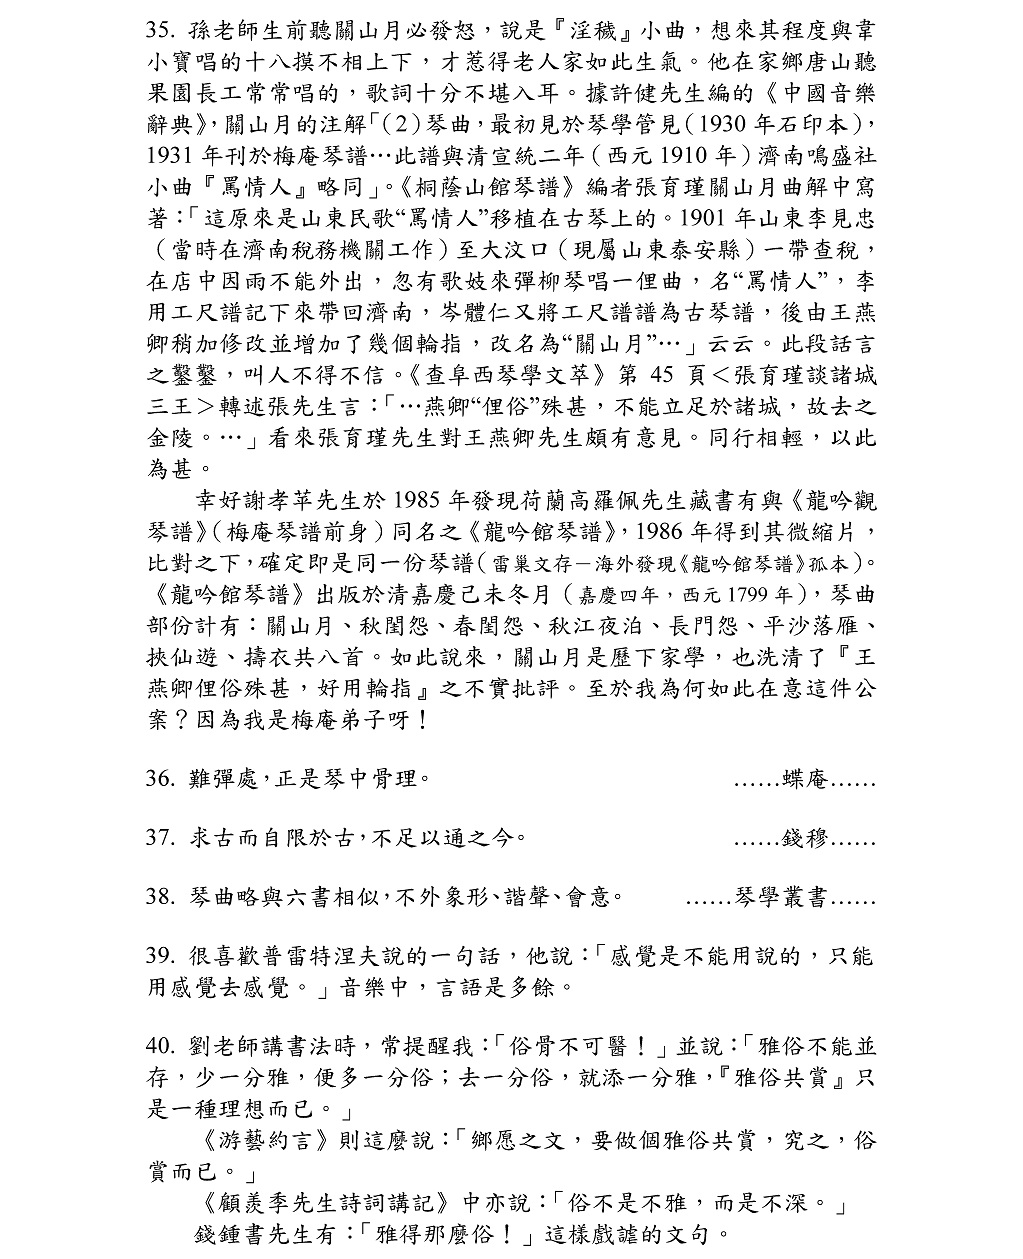 35. 孫老師生前聽關山月必發怒，說是『淫穢』小曲，想來其程度與韋
小寶唱的十八摸不相上下，才惹得老人家如此生氣。他在家鄉唐山聽
果園長工常常唱的，歌詞十分不堪入耳。據許健先生編的《中國音樂
辭典》，關山月的注解「（2）琴曲，最初見於琴學管見（1930 年石印本），
1931 年刊於梅庵琴譜…此譜與清宣統二年（西元 1910 年）濟南鳴盛社
小曲『罵情人』略同」。《桐蔭山館琴譜》編者張育瑾關山月曲解中寫
著：「這原來是山東民歌“罵情人”移植在古琴上的。1901 年山東李見忠
（當時在濟南稅務機關工作）至大汶口（現屬山東泰安縣）一帶查稅，
在店中因雨不能外出，忽有歌妓來彈柳琴唱一俚曲，名“罵情人”，李
用工尺譜記下來帶回濟南，岑體仁又將工尺譜譜為古琴譜，後由王燕
卿稍加修改並增加了幾個輪指，改名為“關山月”…」云云。此段話言
之鑿鑿，叫人不得不信。《查阜西琴學文萃》第 45 頁＜張育瑾談諸城
三王＞轉述張先生言：「…燕卿“俚俗”殊甚，不能立足於諸城，故去之
金陵。…」看來張育瑾先生對王燕卿先生頗有意見。同行相輕，以此
為甚。
幸好謝孝苹先生於 1985 年發現荷蘭高羅佩先生藏書有與《龍吟觀
琴譜》（梅庵琴譜前身）同名之《龍吟館琴譜》，1986 年得到其微縮片，
比對之下，確定即是同一份琴譜（雷巢文存－海外發現《龍吟館琴譜》孤本）。
《龍吟館琴譜》出版於清嘉慶己未冬月（嘉慶四年，西元 1799 年），琴曲
部份計有：關山月、秋閨怨、春閨怨、秋江夜泊、長門怨、平沙落雁、
挾仙遊、擣衣共八首。如此說來，關山月是歷下家學，也洗清了『王
燕卿俚俗殊甚，好用輪指』之不實批評。至於我為何如此在意這件公
案？因為我是梅庵弟子呀！
36. 難彈處，正是琴中骨理。 ……蝶庵……
37. 求古而自限於古，不足以通之今。 ……錢穆……
38. 琴曲略與六書相似，不外象形、諧聲、會意。 ……琴學叢書……
39. 很喜歡普雷特涅夫說的一句話，他說：「感覺是不能用說的，只能
用感覺去感覺。」音樂中，言語是多餘。
40. 劉老師講書法時，常提醒我：「俗骨不可醫！」並說：「雅俗不能並
存，少一分雅，便多一分俗；去一分俗，就添一分雅，『雅俗共賞』只
是一種理想而已。」
《游藝約言》則這麼說：「鄉愿之文，要做個雅俗共賞，究之，俗
賞而已。」
《顧羨季先生詩詞講記》中亦說：「俗不是不雅，而是不深。」
錢鍾書先生有：「雅得那麼俗！」這樣戲謔的文句。